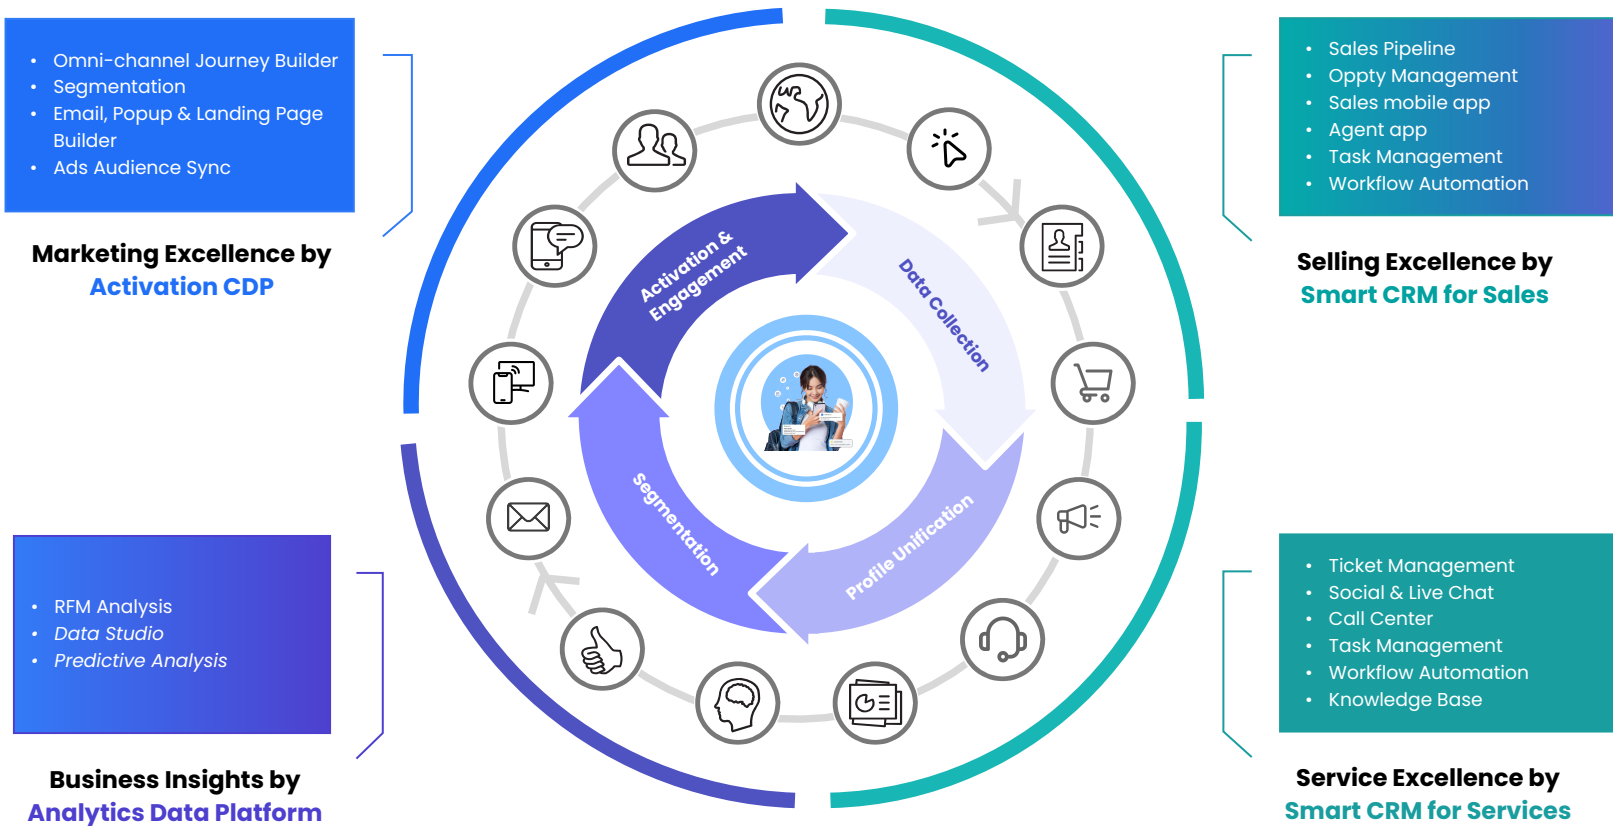 • Omni-channel Journey Builder
• Segmentation
• Email, Popup & Landing Page
Builder
• Ads Audience Sync
Marketing Excellence by
Activation CDP
• Sales Pipeline
• Oppty Management
• Sales mobile app
• Agent app
• Task Management
• Workflow Automation
Selling Excellence by
Smart CRM for Sales
Activation &
Engagement
Data Collection
Segmentation
Profile Unification
• RFM Analysis
• Data Studio
• Predictive Analysis
Business Insights by
Analytics Data Platform
• Ticket Management
• Social & Live Chat
• Call Center
• Task Management
• Workflow Automation
• Knowledge Base
Service Excellence by
Smart CRM for Services